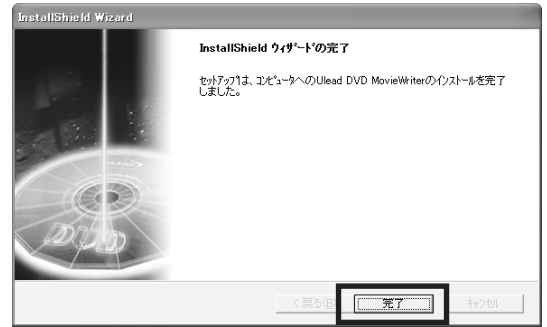 InstallShield Wizard
InstallShield ウィザードの完了
セットアップは、コンピュータへのUlead DVD MovieWriterのインストールを完了
しました。
DVD
< 戻る(B)
完了
キャンセル